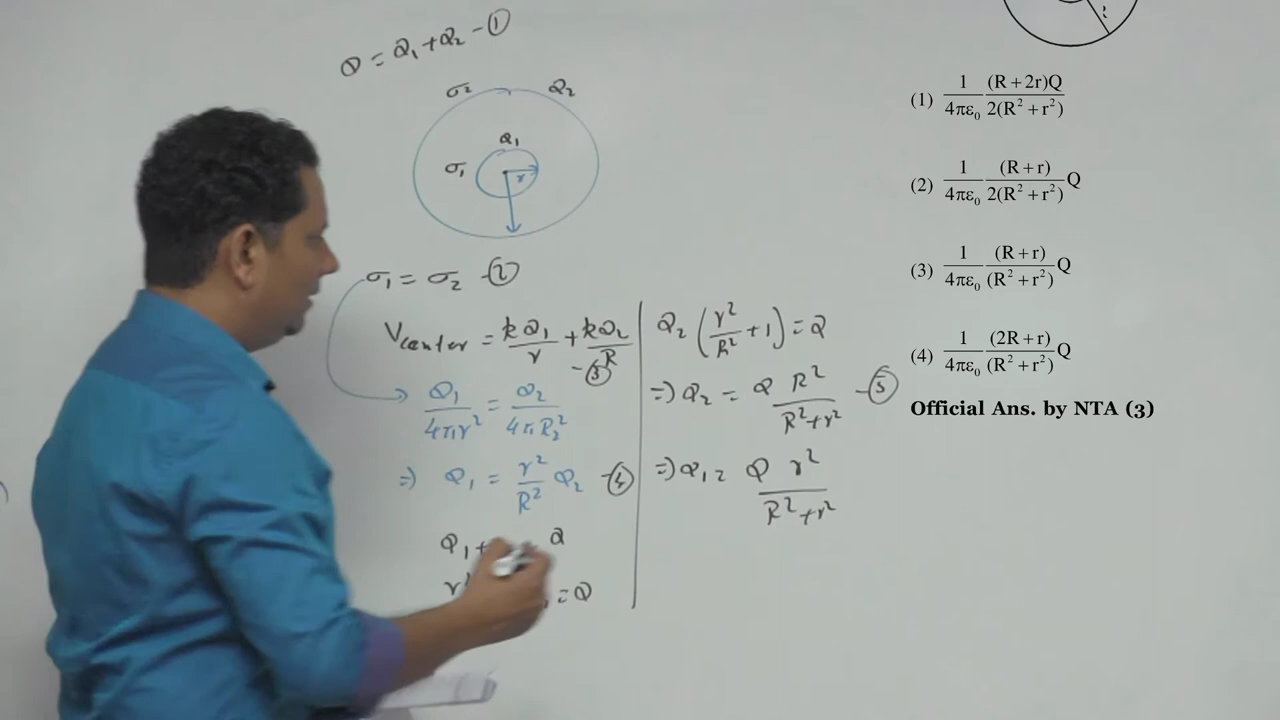 Q = Q₁ + Q₂ - ①
σ₂ Q₂
Q₁
σ₁ r
σ₁ = σ₂ - ②
V_center = kQ₁/r + kQ₂/R - ③
Q₁/4πr² = Q₂/4πR₂²
⇒) Q₁ = r²/R² Q₂ - ④
Q₁ + Q
= Q
Q₂ (r²/R² + 1) = Q
⇒) Q₂ = Q R²/R²+r² - ⑤
⇒) Q₁ = Q r²/R²+r²
(1) 1/4πε₀ (R + 2r)Q/2(R² + r²)
(2) 1/4πε₀ (R + r)/2(R² + r²) Q
(3) 1/4πε₀ (R + r)/(R² + r²) Q
(4) 1/4πε₀ (2R + r)/(R² + r²) Q
Official Ans. by NTA (3)